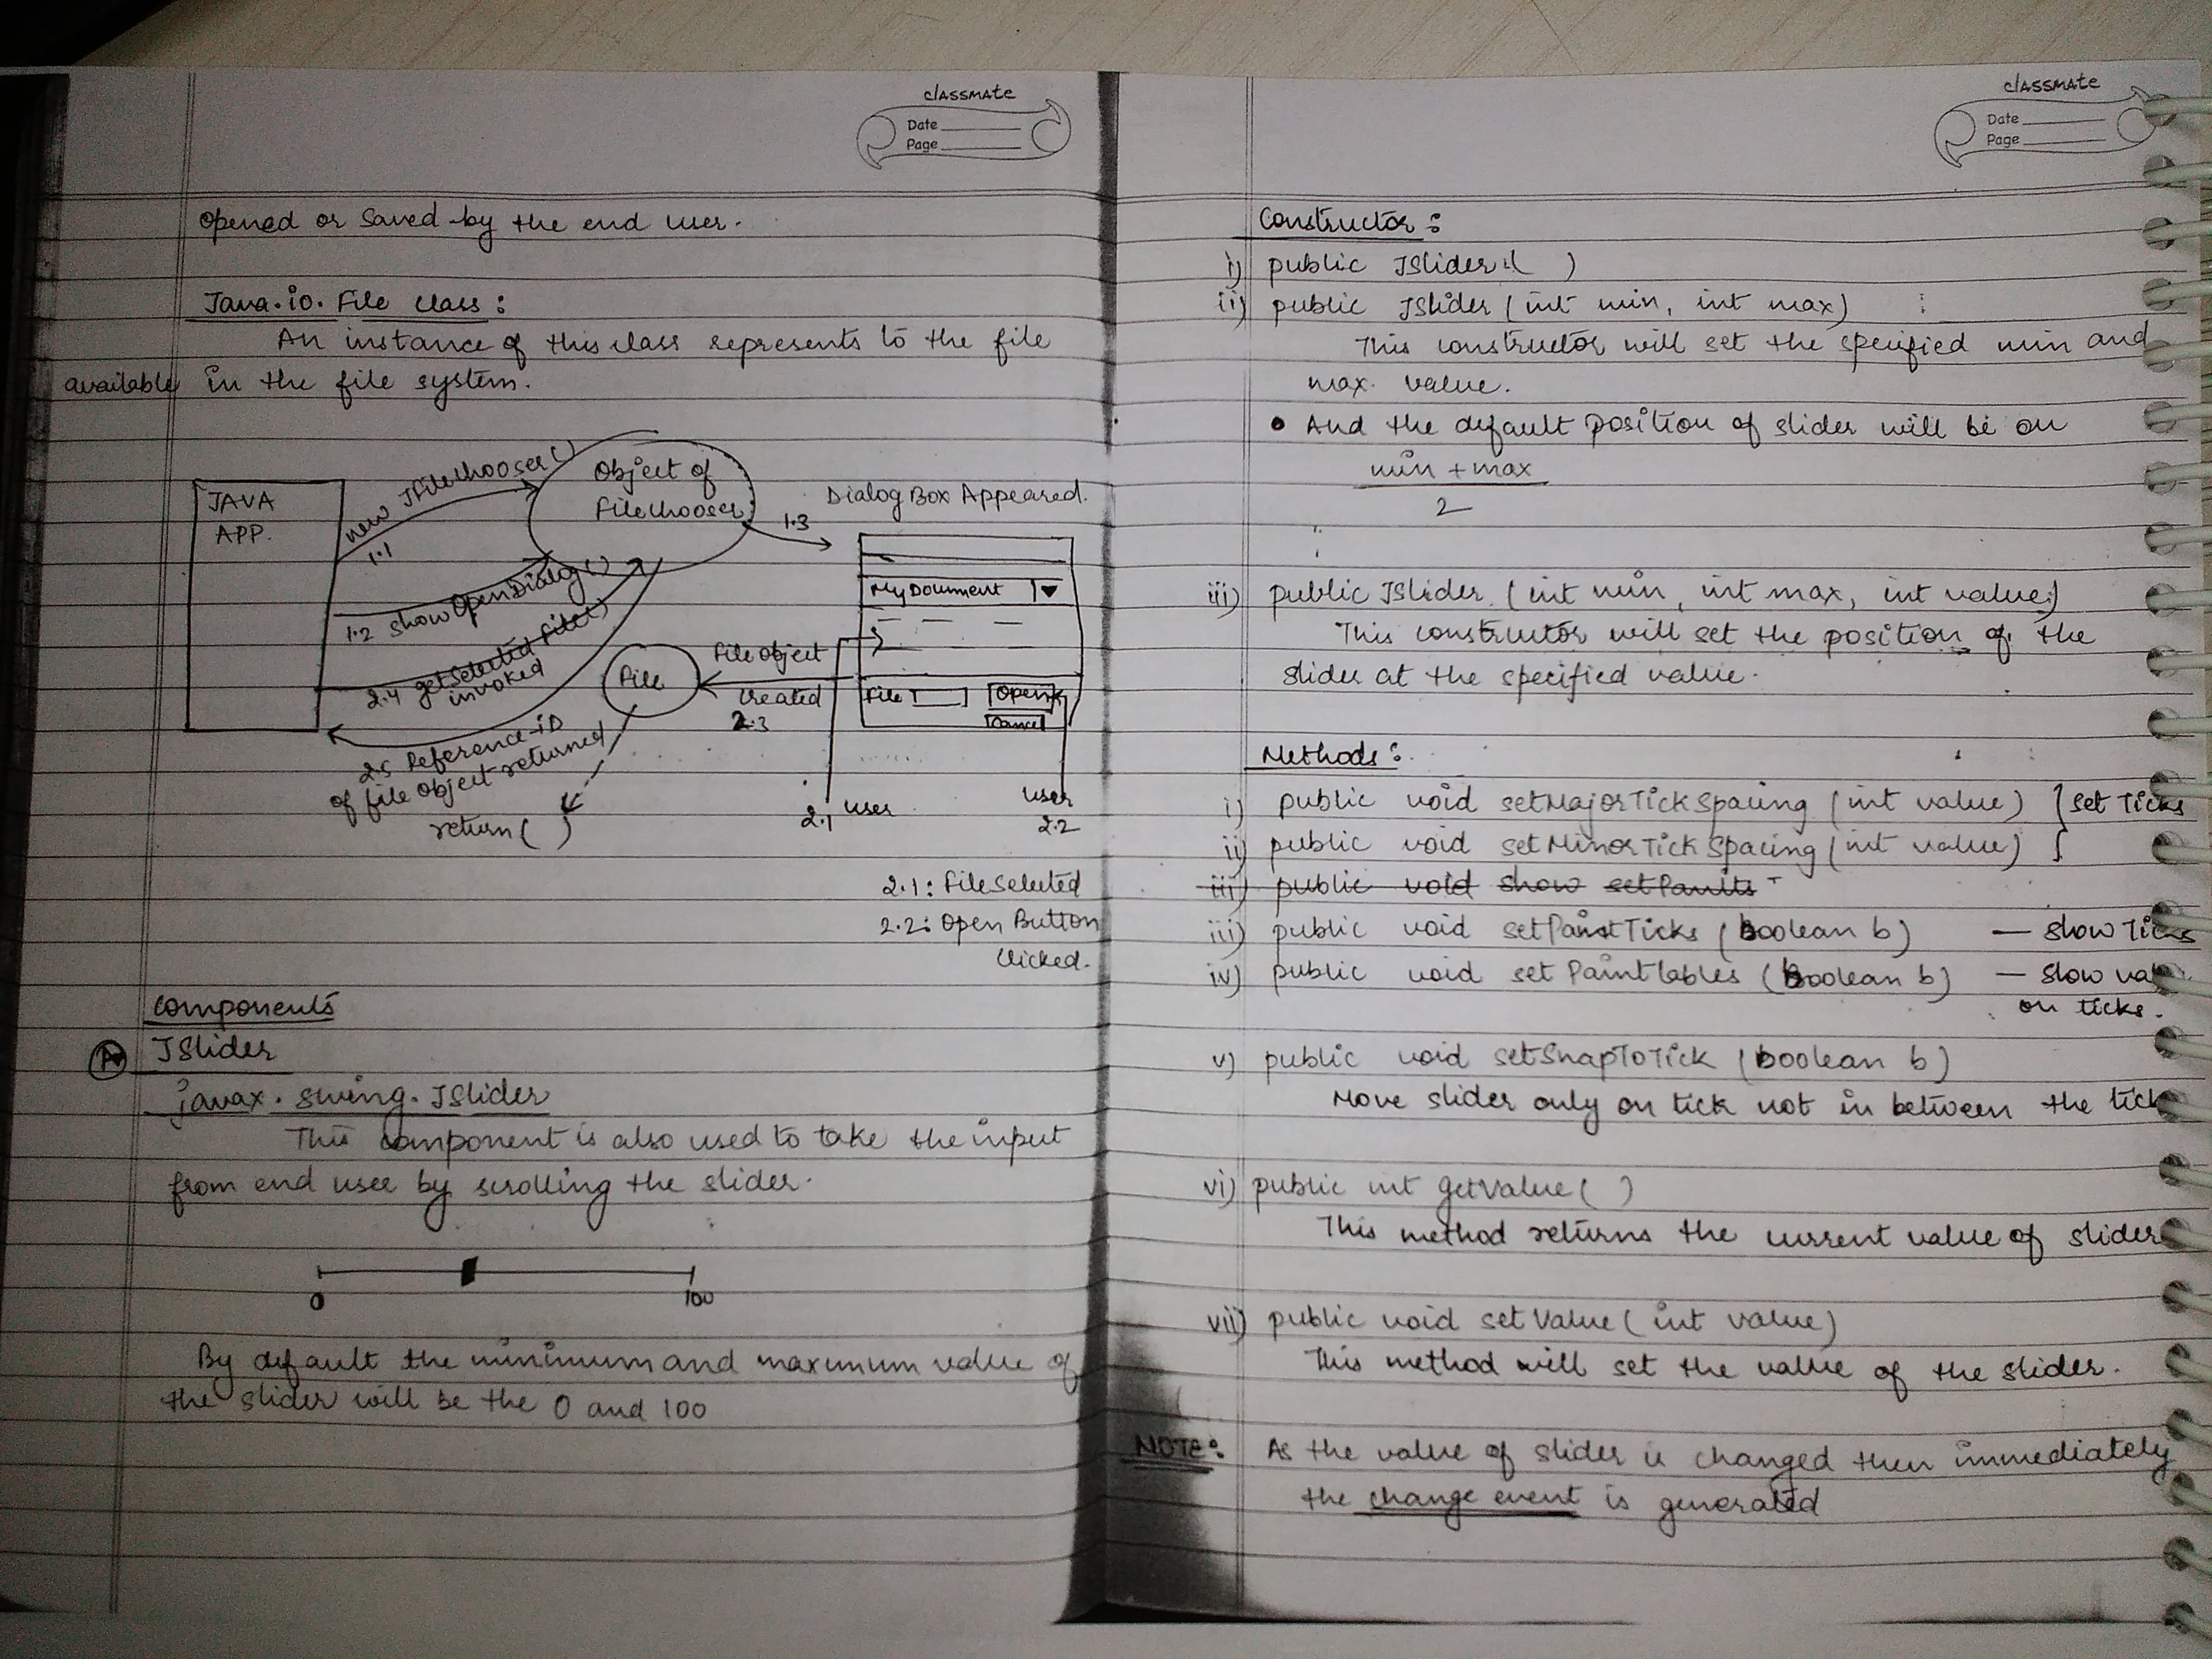 classmate
Date
Page
opened or saved by the end user.
Java.io. File class :
An instance of this class represents to the file
available in the file system.
JAVA
APP.
new JFileChooser()
1.1
Object of
FileChooser
1.3
Dialog Box Appeared.
1.2 showOpenDialog()
My Document
2.4 getSelected File()
invoked
File
File object
created
2.3
File
Open
Cancel
2.5 Reference-iD
of file object returned
return( )
2.1 user
user
2.2
2.1: File Selected
2.2: Open Button
clicked.
Components
JSlider
javax. swing. JSlider
This component is also used to take the input
from end user by scrolling the slider.
0 100
By default the minimum and maximum value of
the slider will be the 0 and 100
classmate
Date
Page
Constructor :
i) public JSlider( )
ii) public JSlider (int min, int max)
This constructor will set the specified min and
max. value.
• And the default position of slider will be on
min + max
2
iii) public JSlider (int min, int max, int value)
This constructor will set the position of the
slider at the specified value.
Methods :
i) public void setMajorTickSpacing (int value) } set Ticks
ii) public void setMinorTickSpacing (int value) }
iii) public void show setPaints
iii) public void setPaintTicks (boolean b) — show Ticks
iv) public void setPaintLables (boolean b) — show
on ticks.
v) public void setSnapToTick (boolean b)
Move slider only on tick not in between the tick
vi) public int getValue( )
This method returns the current value of slider
vii) public void setValue( int value)
This method will set the value of the slider.
NOTE: As the value of slider is changed then immediately
the change event is generated